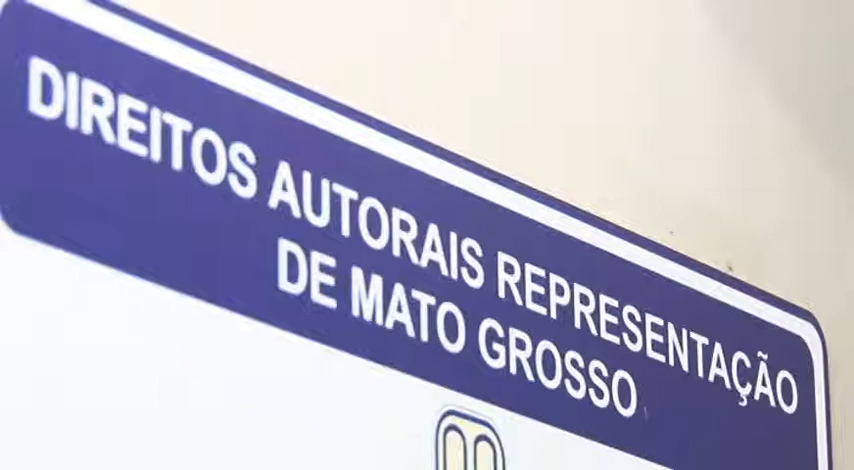 DIREITOS AUTORAIS REPRESENTAÇÃO
DE MATO GROSSO